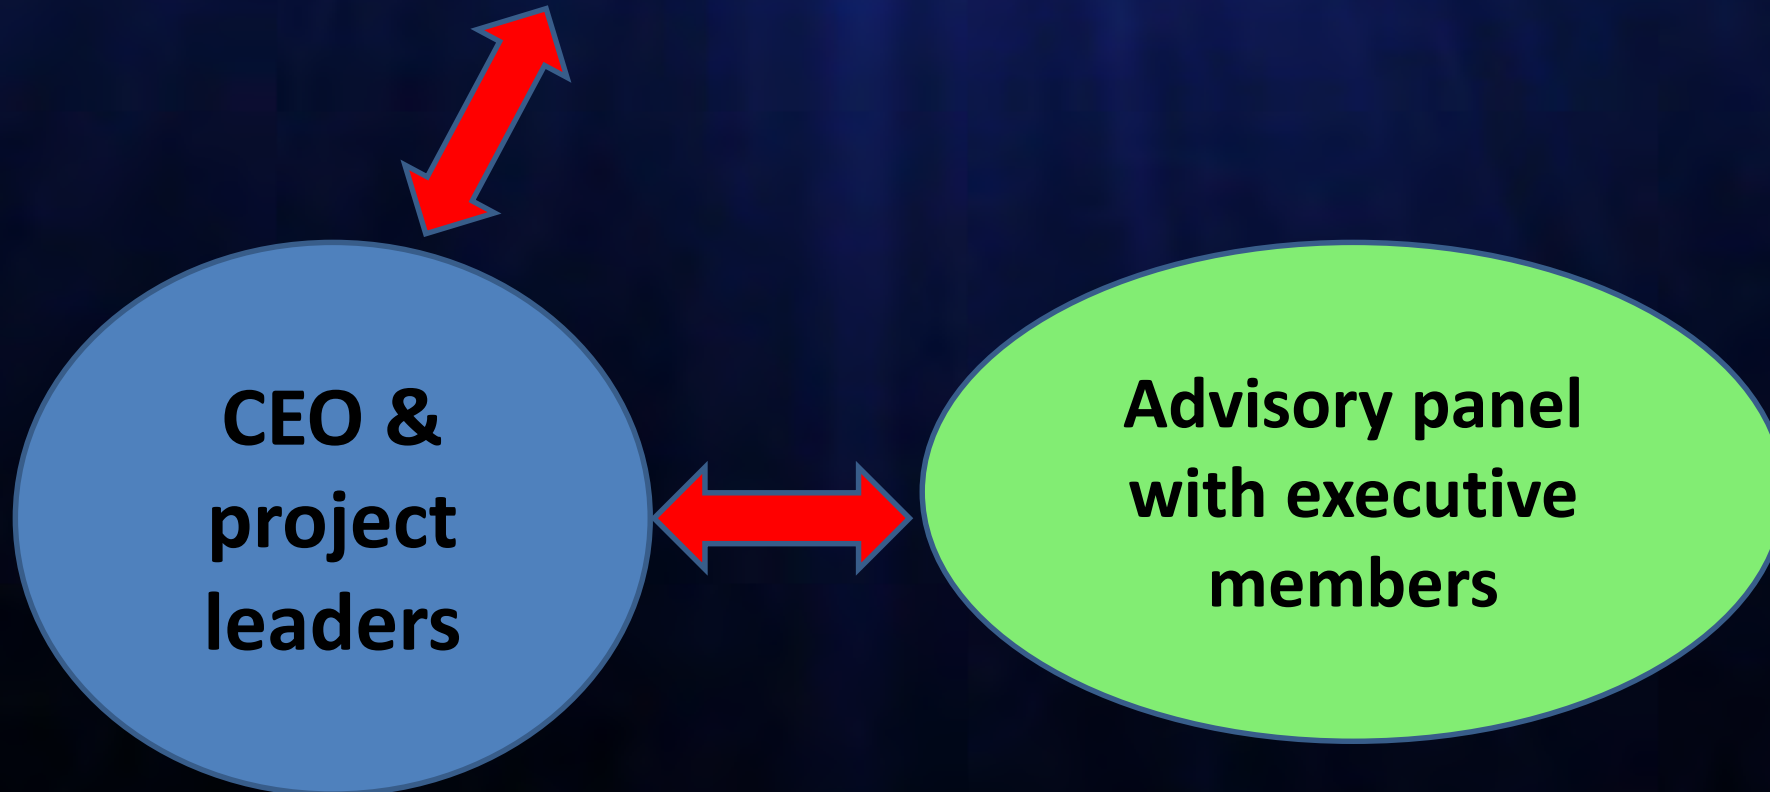 CEO &
project
leaders
Advisory panel
with executive
members